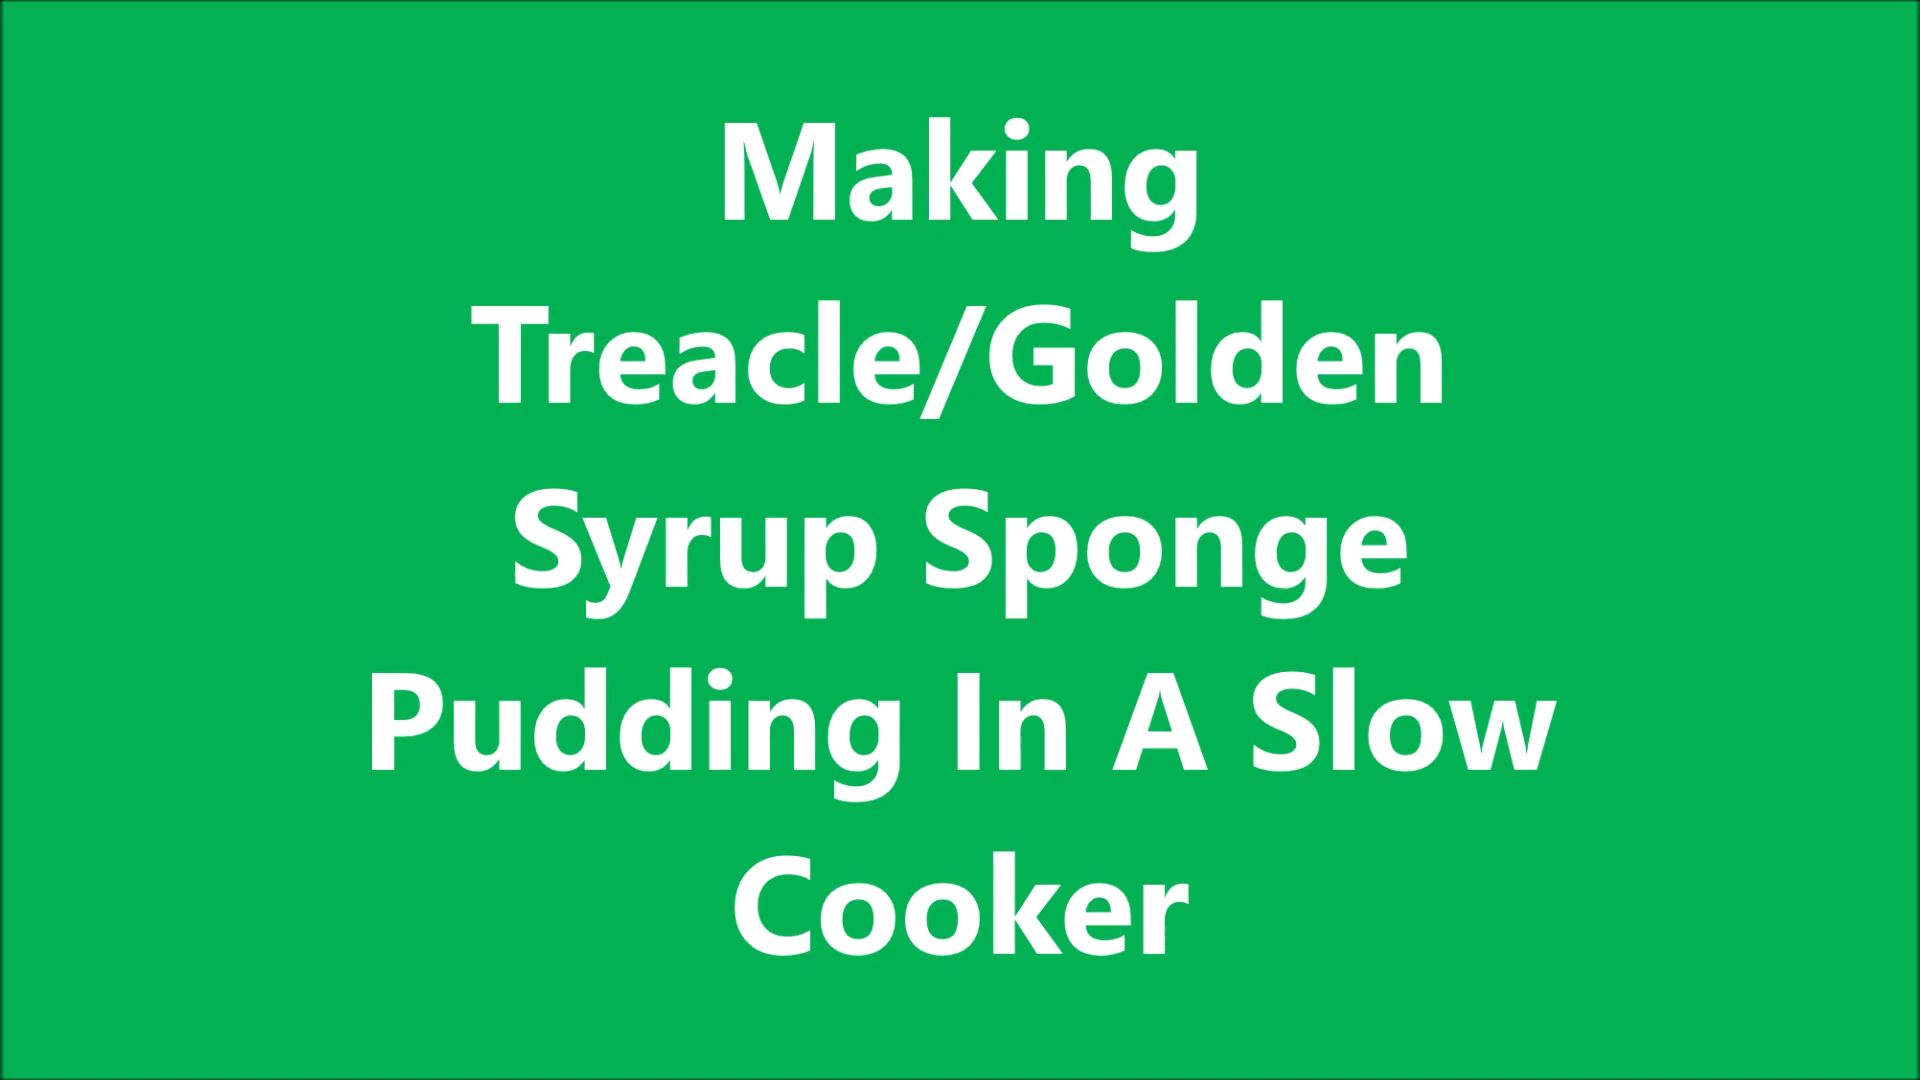 Making
Treacle/Golden
Syrup Sponge
Pudding In A Slow
Cooker